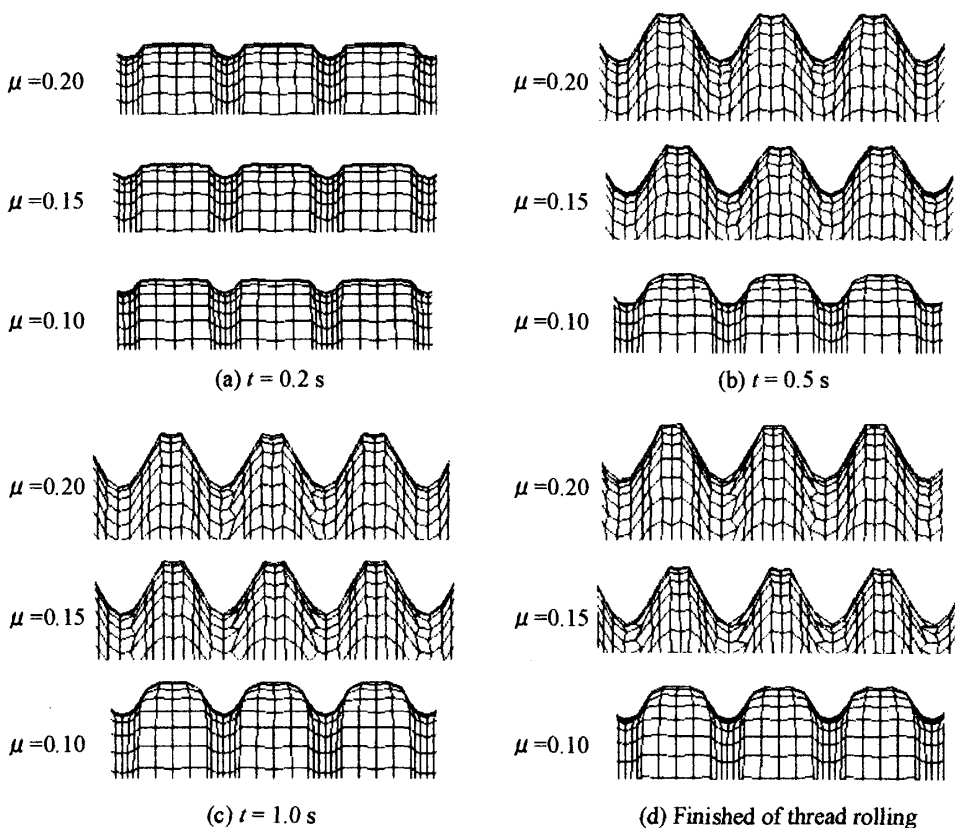 μ=0.20
μ=0.15
μ=0.10
(a) t = 0.2 s
μ=0.20
μ=0.15
μ=0.10
(b) t = 0.5 s
μ=0.20
μ=0.15
μ=0.10
(c) t = 1.0 s
μ=0.20
μ=0.15
μ=0.10
(d) Finished of thread rolling